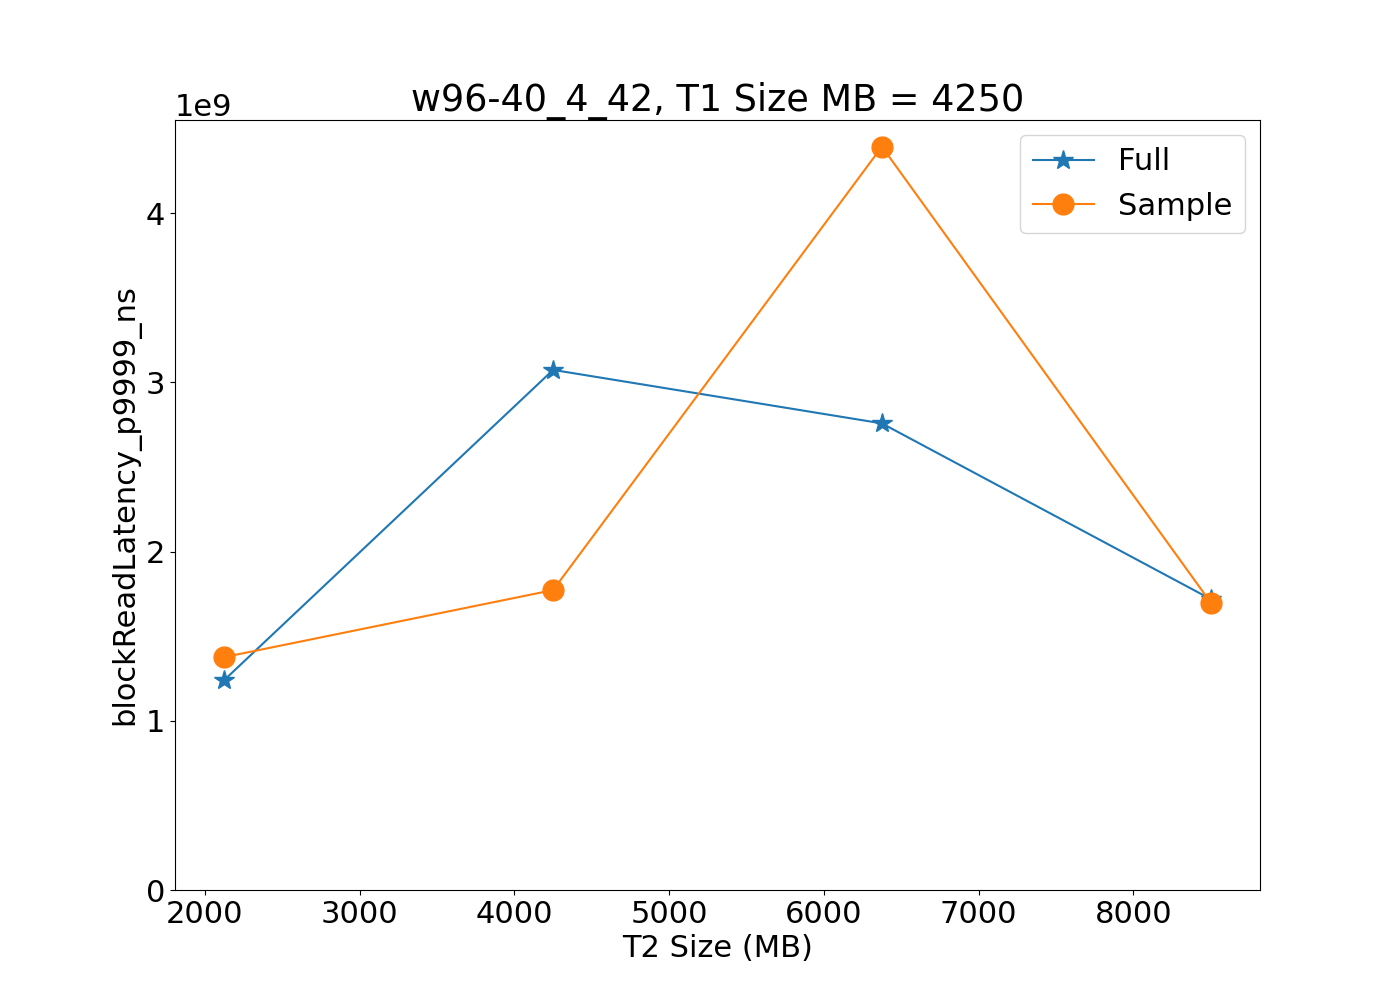 w96-40_4_42, T1 Size MB = 4250
1e9
Full
Sample
4
3
2
1
0
blockReadLatency_p9999_ns
2000 3000 4000 5000 6000 7000 8000
T2 Size (MB)